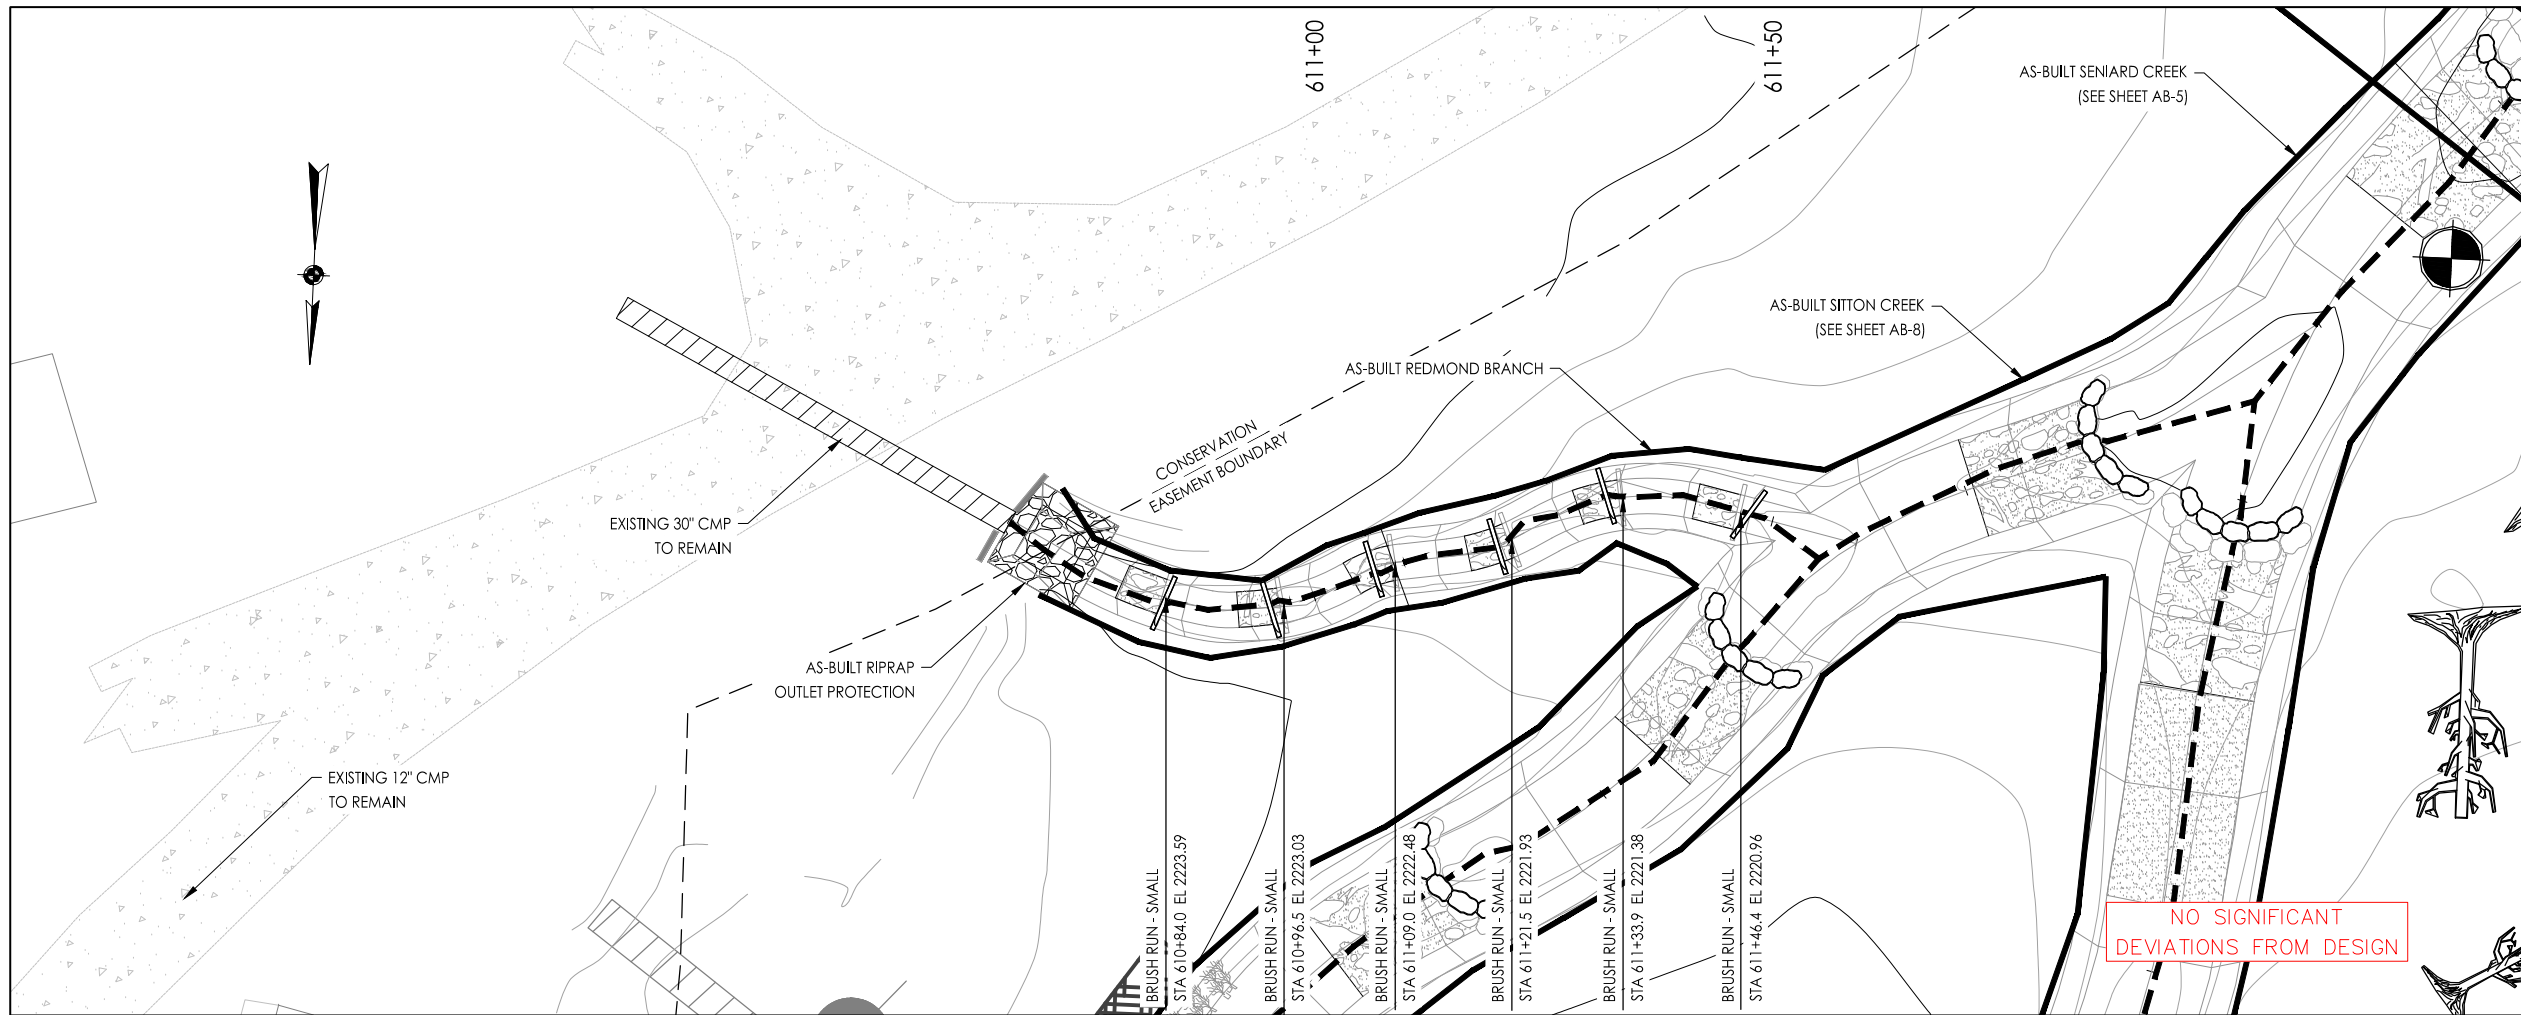 611+00
611+50
AS-BUILT SENIARD CREEK
(SEE SHEET AB-5)
AS-BUILT SITTON CREEK
(SEE SHEET AB-8)
AS-BUILT REDMOND BRANCH
CONSERVATION
EASEMENT BOUNDARY
EXISTING 30" CMP
TO REMAIN
AS-BUILT RIPRAP
OUTLET PROTECTION
EXISTING 12" CMP
TO REMAIN
BRUSH RUN - SMALL
STA 610+84.0 EL 2223.59
BRUSH RUN - SMALL
STA 610+96.5 EL 2223.03
BRUSH RUN - SMALL
STA 611+09.0 EL 2222.48
BRUSH RUN - SMALL
STA 611+21.5 EL 2221.93
BRUSH RUN - SMALL
STA 611+33.9 EL 2221.38
BRUSH RUN - SMALL
STA 611+46.4 EL 2220.96
NO SIGNIFICANT
DEVIATIONS FROM DESIGN